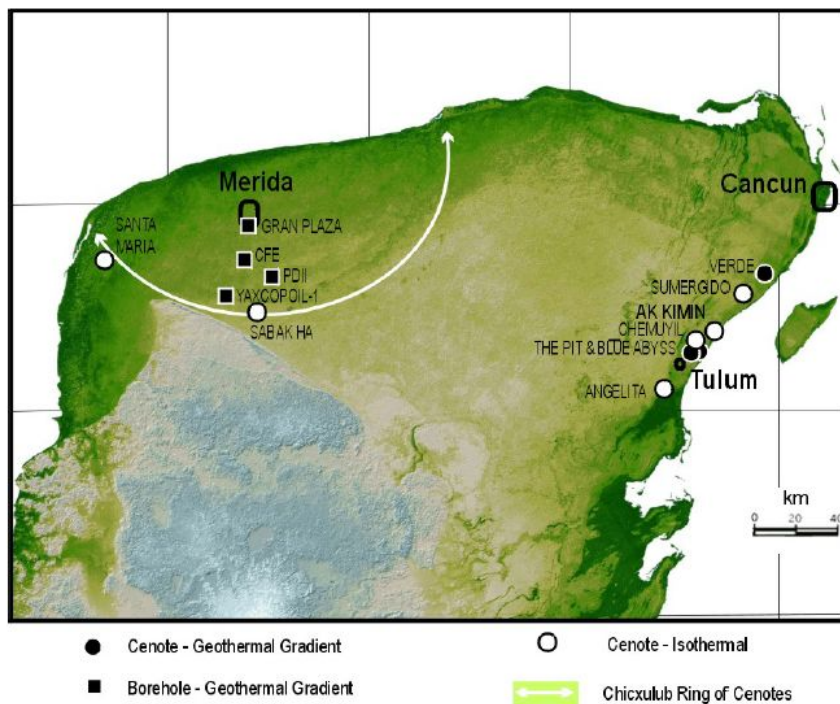 Merida
Cancun
SANTA
MARIA
GRAN PLAZA
CFE
PDII
YAXCOPOIL-1
SABAK HA
VERDE
SUMERGIDO
AK KIMIN
CHEMUYIL
THE PIT & BLUE ABYSS
Tulum
ANGELITA
km
0 20 40
Cenote - Geothermal Gradient
Cenote - Isothermal
Borehole - Geothermal Gradient
Chicxulub Ring of Cenotes